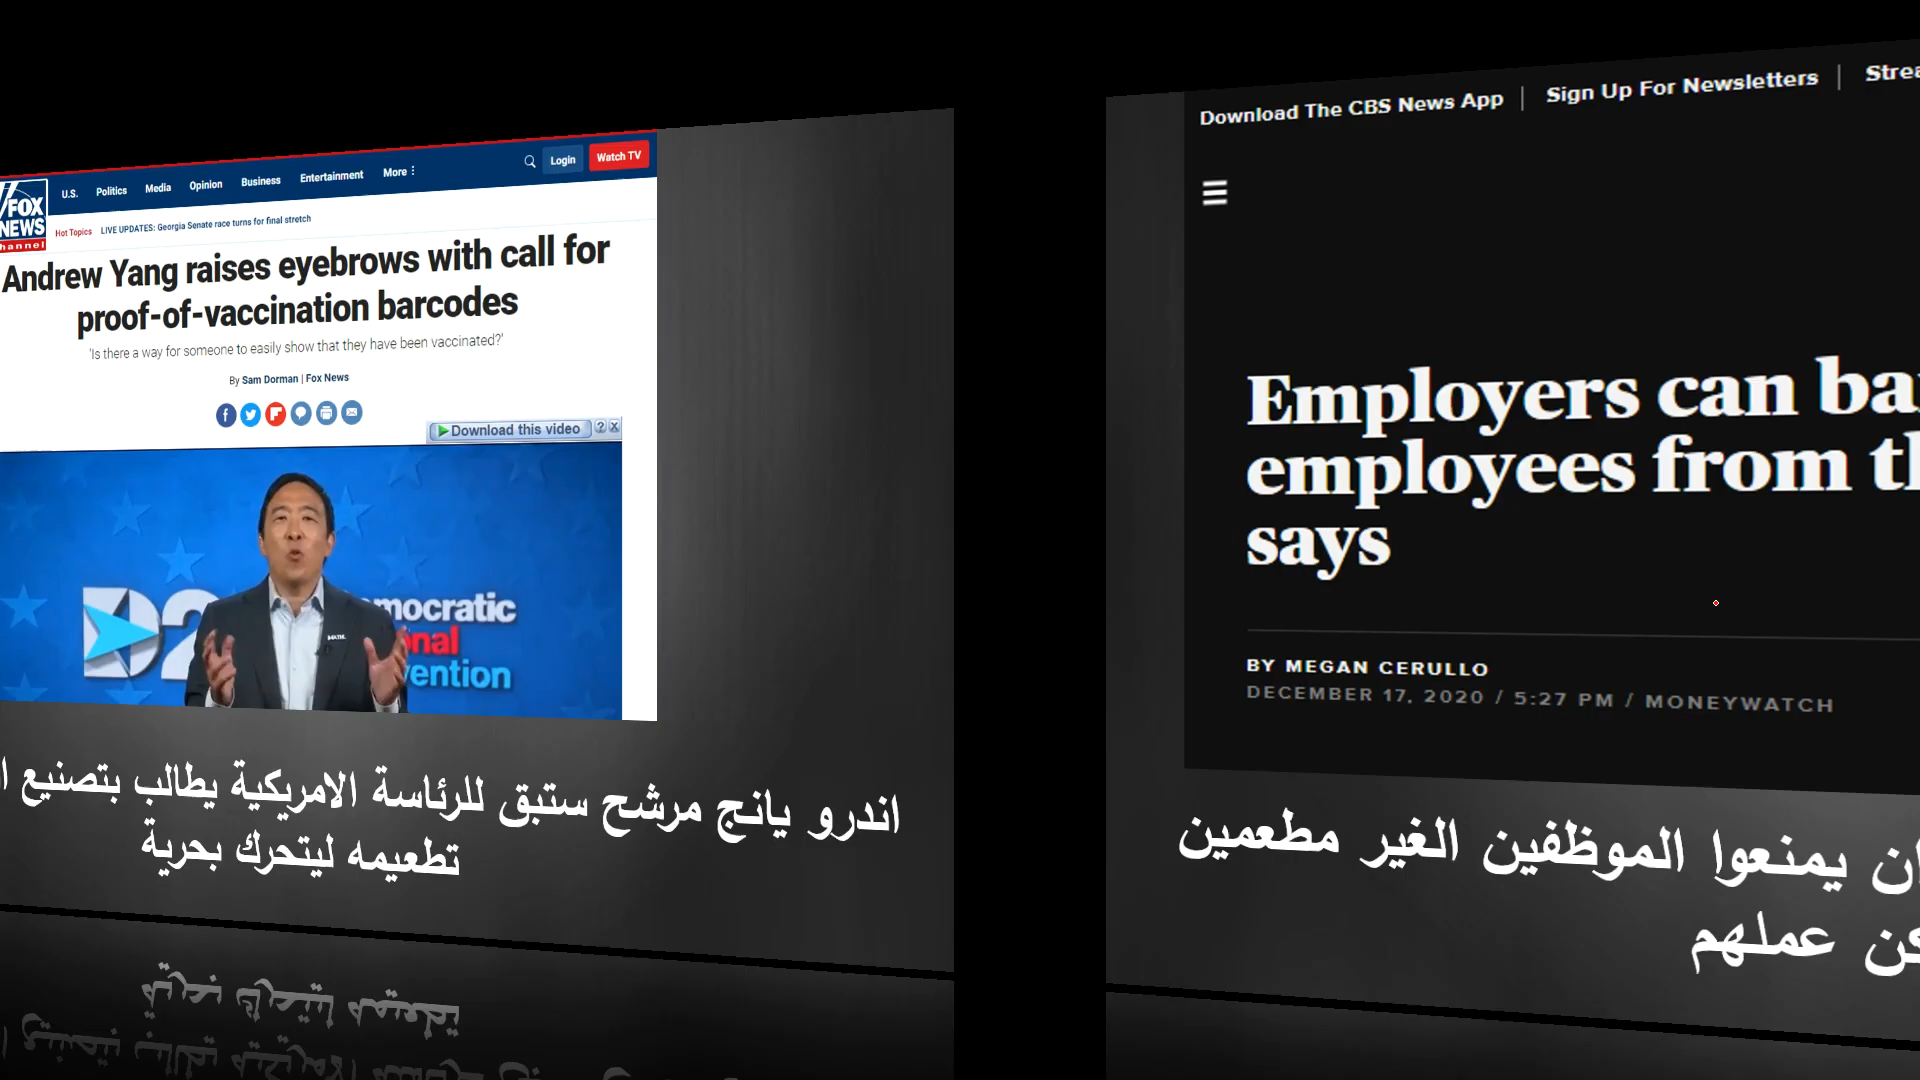 FOX
NEWS
channel
U.S. Politics Media Opinion Business Entertainment More
Login
Watch TV
Hot Topics LIVE UPDATES: Georgia Senate race turns for final stretch
Andrew Yang raises eyebrows with call for
proof-of-vaccination barcodes
'Is there a way for someone to easily show that they have been vaccinated?'
By Sam Dorman | Fox News
Download this video
MATH.
اندرو يانج مرشح ستبق للرئاسة الامريكية يطالب بتصنيع
تطعيمه ليتحرك بحرية
Download The CBS News App | Sign Up For Newsletters |
Employers can
employees from
says
BY MEGAN CERULLO
DECEMBER 17, 2020 / 5:27 PM / MONEYWATCH
يمنعوا الموظفين الغير مطعمين
عملهم